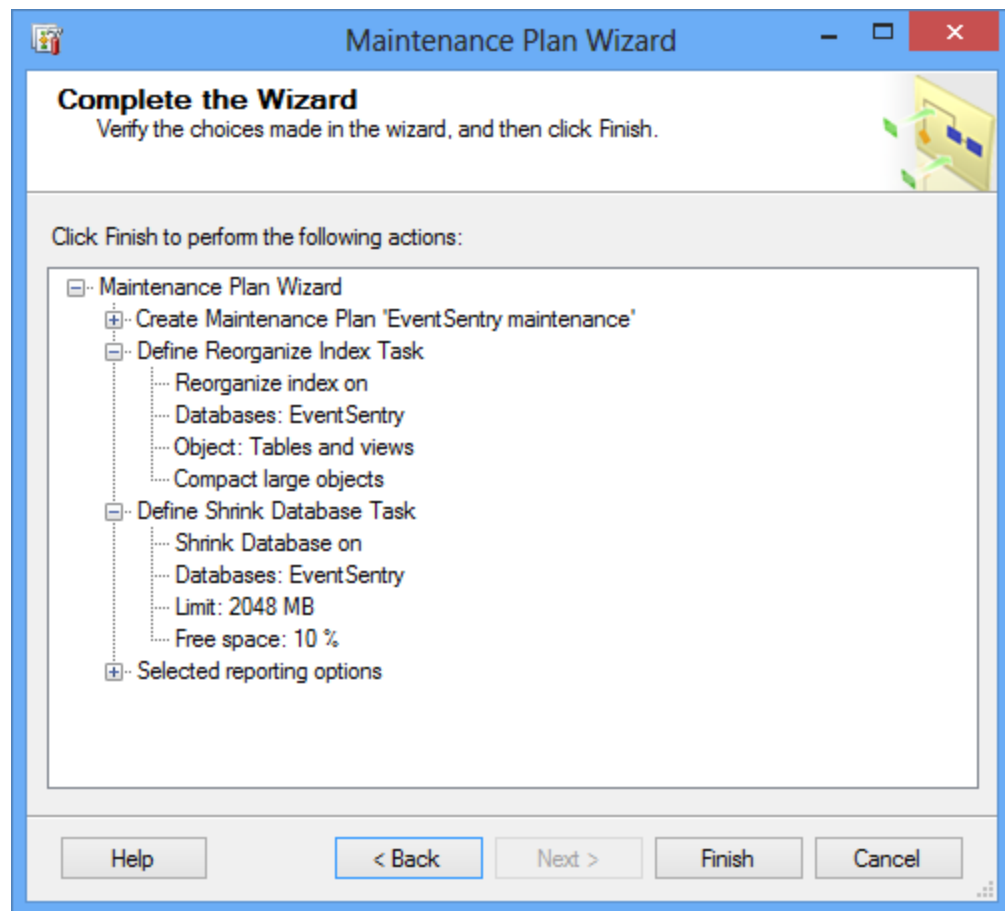 Maintenance Plan Wizard
Complete the Wizard
Verify the choices made in the wizard, and then click Finish.
Click Finish to perform the following actions:
Maintenance Plan Wizard
Create Maintenance Plan 'EventSentry maintenance'
Define Reorganize Index Task
Reorganize index on
Databases: EventSentry
Object: Tables and views
Compact large objects
Define Shrink Database Task
Shrink Database on
Databases: EventSentry
Limit: 2048 MB
Free space: 10 %
Selected reporting options
Help
< Back
Next >
Finish
Cancel